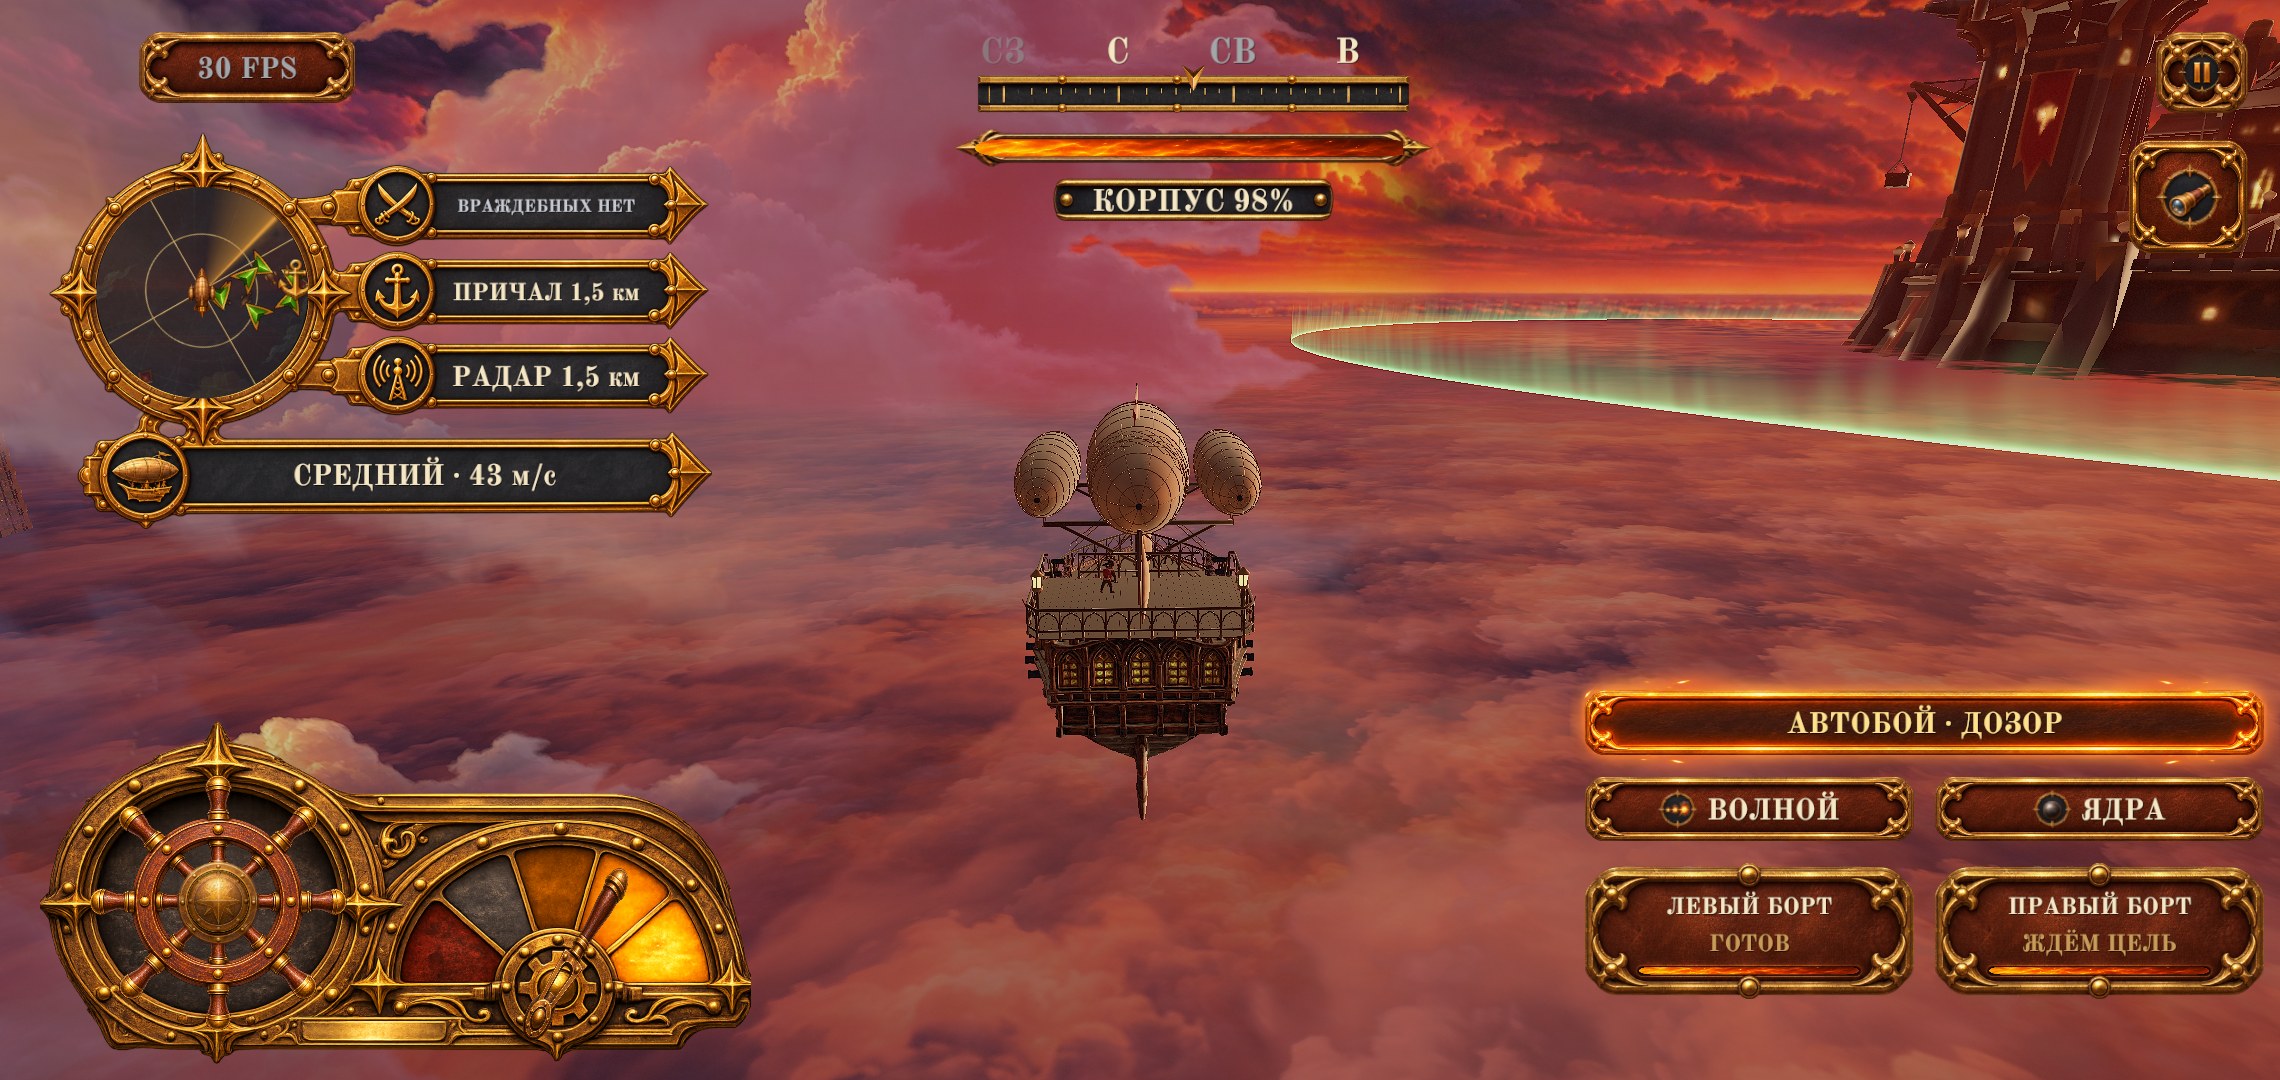 30 FPS
СЗ С СВ В
КОРПУС 98%
ВРАЖДЕБНЫХ НЕТ
ПРИЧАЛ 1,5 км
РАДАР 1,5 км
СРЕДНИЙ · 43 м/с
АВТОБОЙ · ДОЗОР
ВОЛНОЙ
ЯДРА
ЛЕВЫЙ БОРТ
ГОТОВ
ПРАВЫЙ БОРТ
ЖДЁМ ЦЕЛЬ